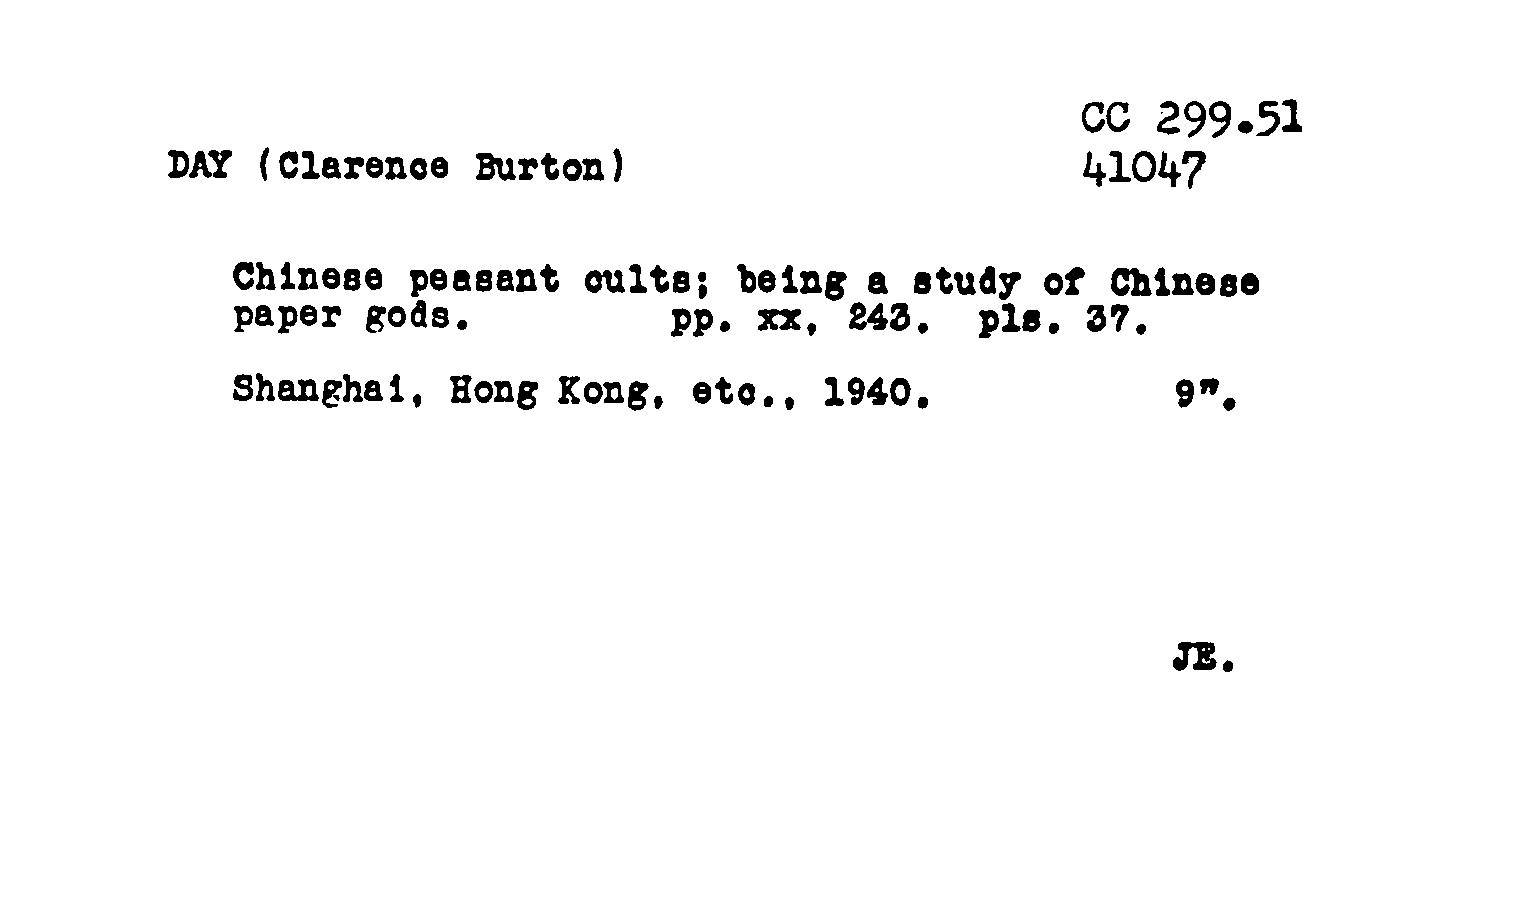 CC 299.51
DAY (Clarence Burton)
41047
Chinese peasant cults; being a study of Chinese
paper gods. pp. xx, 243. pls. 37.
Shanghai, Hong Kong, etc., 1940. 9".
JE.